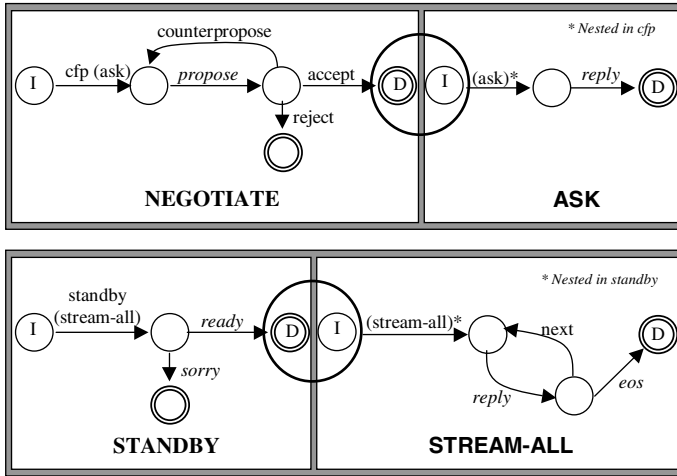 counterpropose
* Nested in cfp
I
cfp (ask)
propose
accept
D
I
(ask)*
reply
D
reject
NEGOTIATE
ASK
* Nested in standby
standby
(stream-all)
I
ready
D
I
(stream-all)*
next
D
sorry
reply
eos
STANDBY
STREAM-ALL